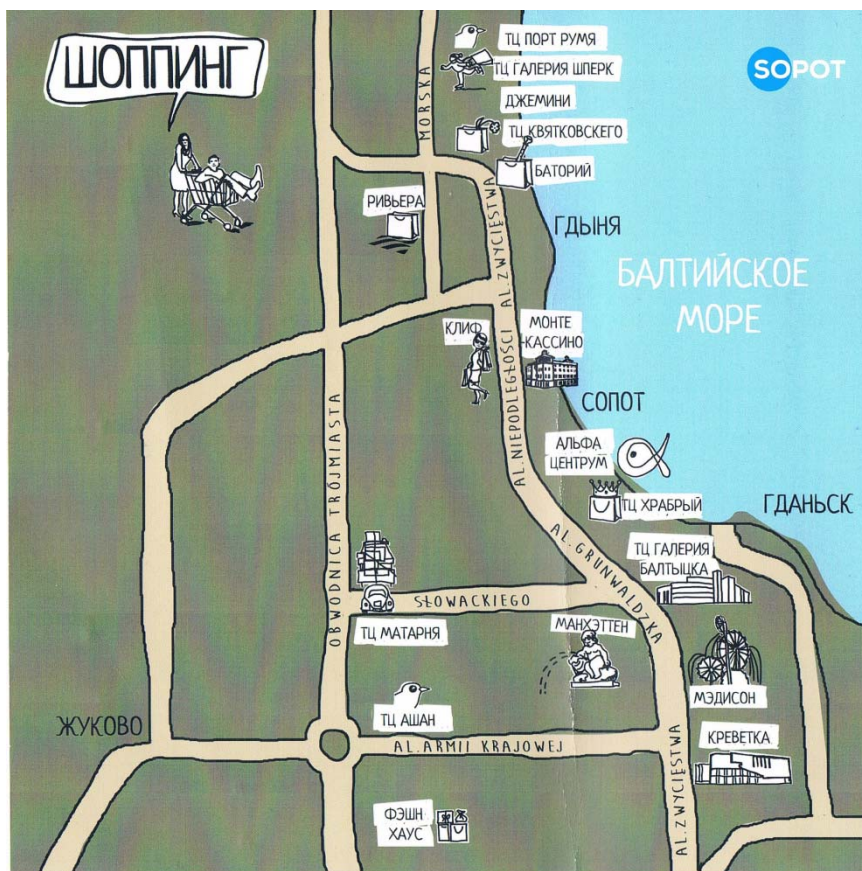 ШОППИНГ
SOPOT
ТЦ ПОРТ РУМЯ
ТЦ ГАЛЕРИЯ ШПЕРК
ДЖЕМИНИ
ТЦ КВЯТКОВСКЕГО
БАТОРИЙ
MORSKA
РИВЬЕРА
AL.ZWYCIĘSTWA
ГДЫНЯ
БАЛТИЙСКОЕ
МОРЕ
КЛИФ
МОНТЕ
-КАССИНО
AL.NIEPODLEGŁOŚCI
СОПОТ
OBWODNICA TRÓJMIASTA
АЛЬФА
ЦЕНТРУМ
ТЦ ХРАБРЫЙ
ГДАНЬСК
AL.GRUNWALDZKA
ТЦ ГАЛЕРИЯ
БАЛТЫЦКА
SŁOWACKIEGO
ТЦ МАТАРНЯ
МАНХЭТТЕН
МЭДИСОН
ТЦ АШАН
ЖУКОВО
AL.ARMII KRAJOWEJ
КРЕВЕТКА
AL.ZWYCIĘSTWA
ФЭШН
ХАУС